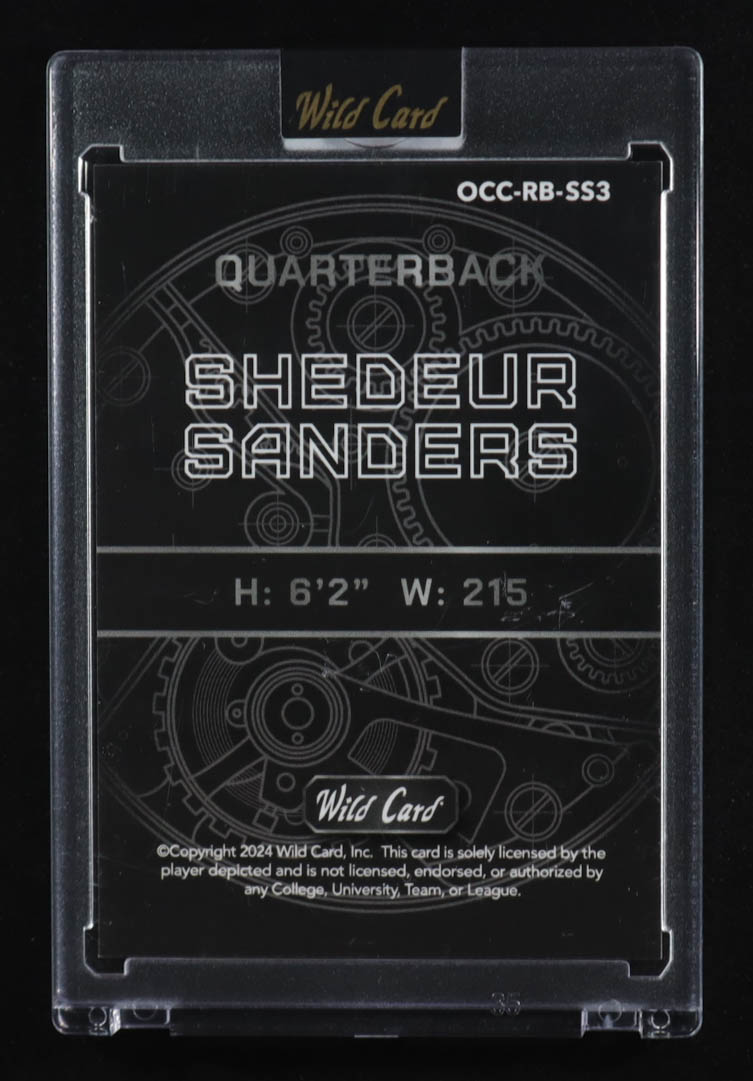 Wild Card
OCC-RB-SS3
QUARTERBACK
SHEDEUR
SANDERS
H: 6'2” W: 215
Wild Card
©Copyright 2024 Wild Card, Inc. This card is solely licensed by the
player depicted and is not licensed, endorsed, or authorized by
any College, University, Team, or League.
35